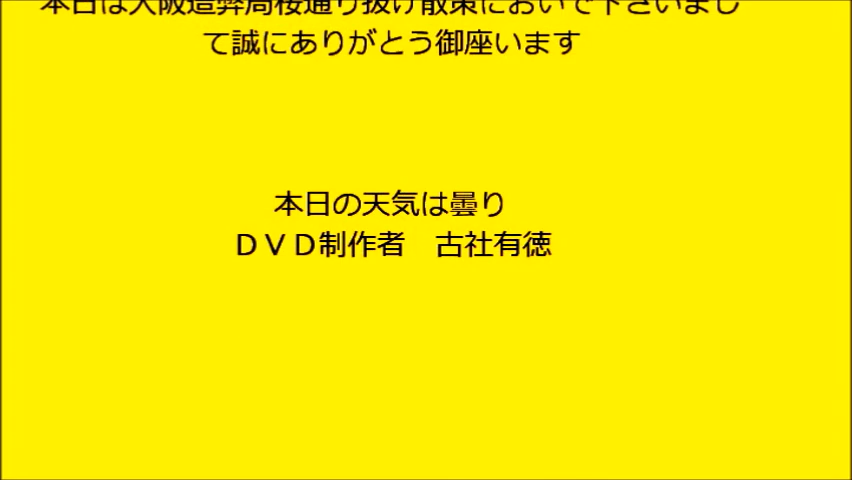 本日は大阪造弊局桜通り抜け散策においで下さいまし
て誠にありがとう御座います
本日の天気は曇り
ＤＶＤ制作者　古社有徳